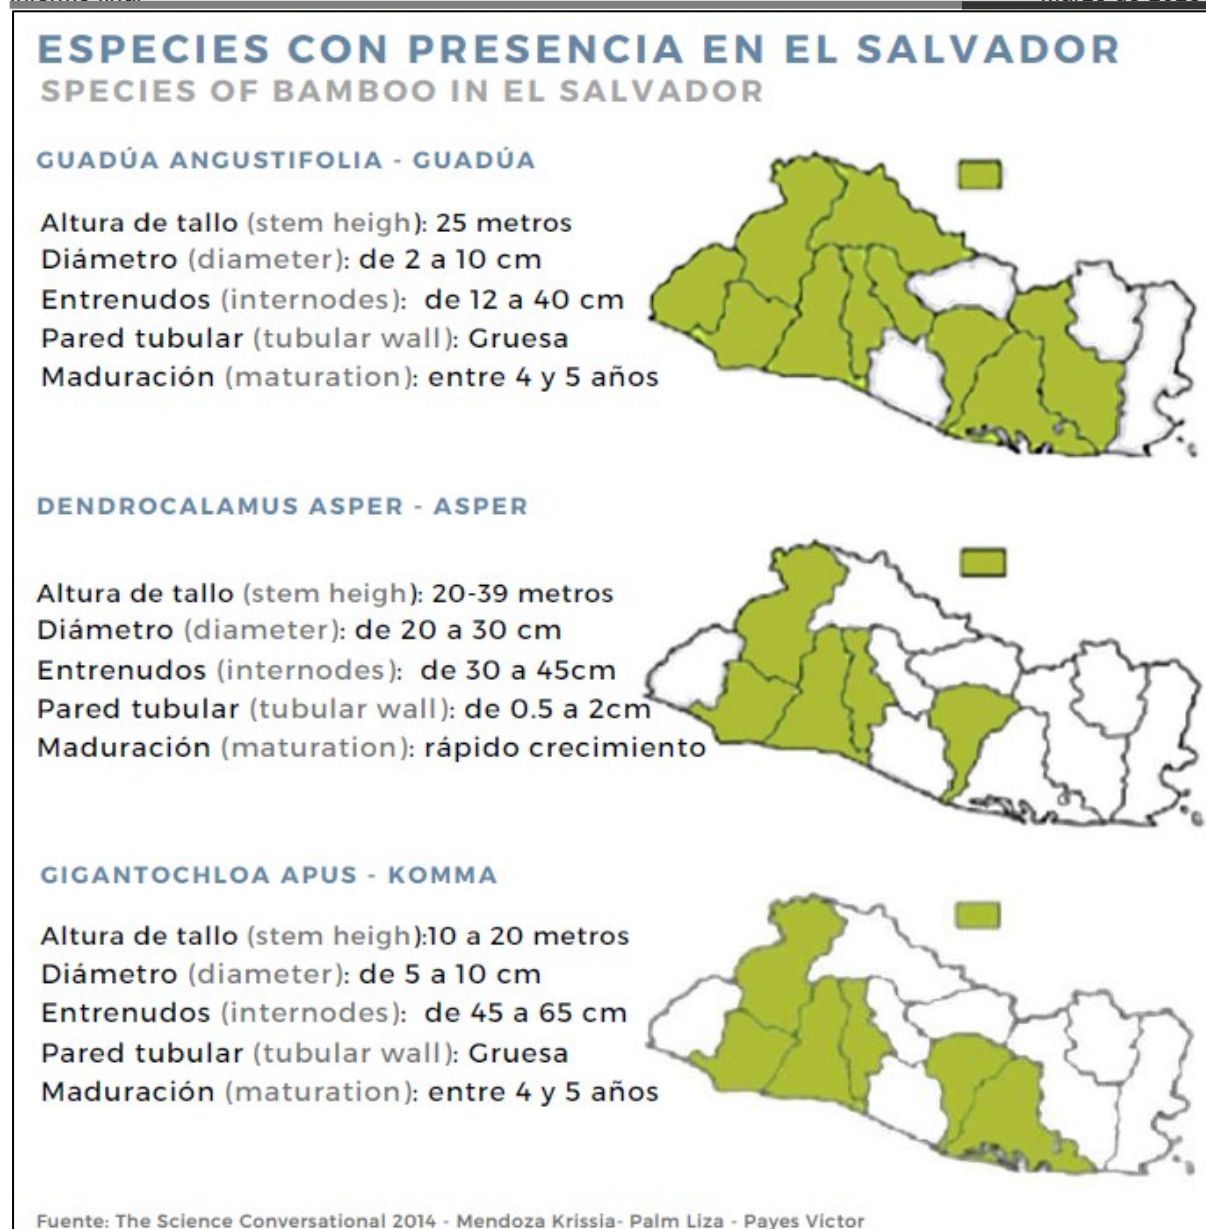 ESPECIES CON PRESENCIA EN EL SALVADOR
SPECIES OF BAMBOO IN EL SALVADOR
GUADÚA ANGUSTIFOLIA - GUADÚA
Altura de tallo (stem heigh): 25 metros
Diámetro (diameter): de 2 a 10 cm
Entrenudos (internodes): de 12 a 40 cm
Pared tubular (tubular wall): Gruesa
Maduración (maturation): entre 4 y 5 años
DENDROCALAMUS ASPER - ASPER
Altura de tallo (stem heigh): 20-39 metros
Diámetro (diameter): de 20 a 30 cm
Entrenudos (internodes): de 30 a 45cm
Pared tubular (tubular wall): de 0.5 a 2cm
Maduración (maturation): rápido crecimiento
GIGANTOCHLOA APUS - KOMMA
Altura de tallo (stem heigh):10 a 20 metros
Diámetro (diameter): de 5 a 10 cm
Entrenudos (internodes): de 45 a 65 cm
Pared tubular (tubular wall): Gruesa
Maduración (maturation): entre 4 y 5 años
Fuente: The Science Conversational 2014 - Mendoza Krissia- Palm Liza - Payes Victor